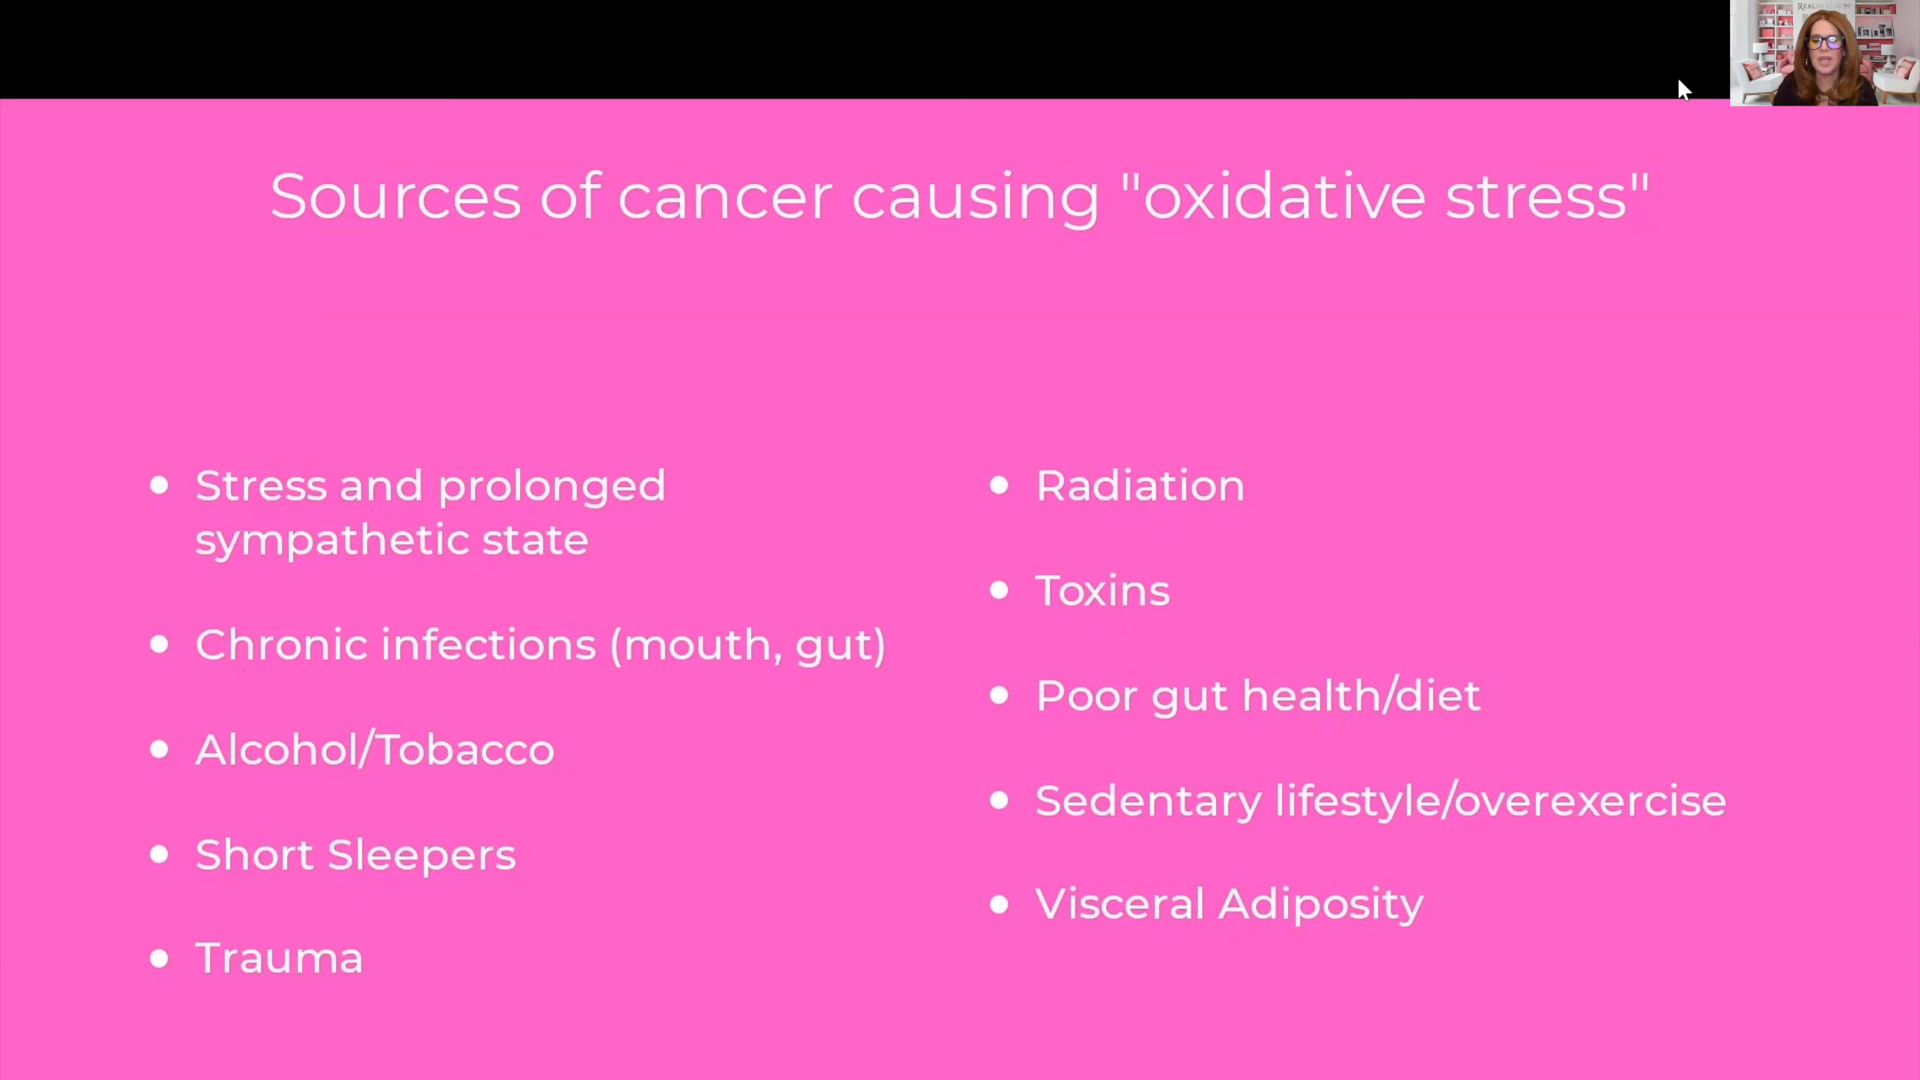 Sources of cancer causing "oxidative stress"
Stress and prolonged
sympathetic state
Chronic infections (mouth, gut)
Alcohol/Tobacco
Short Sleepers
Trauma
Radiation
Toxins
Poor gut health/diet
Sedentary lifestyle/overexercise
Visceral Adiposity